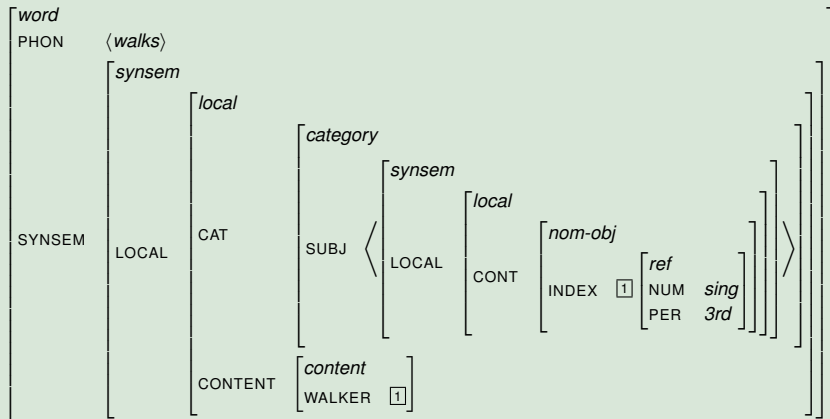 word
PHON ⟨walks⟩
synsem
local
category
synsem
local
nom-obj
ref
SYNSEM LOCAL CAT SUBJ ⟨ LOCAL CONT INDEX 1 NUM sing
PER 3rd
content
CONTENT WALKER 1